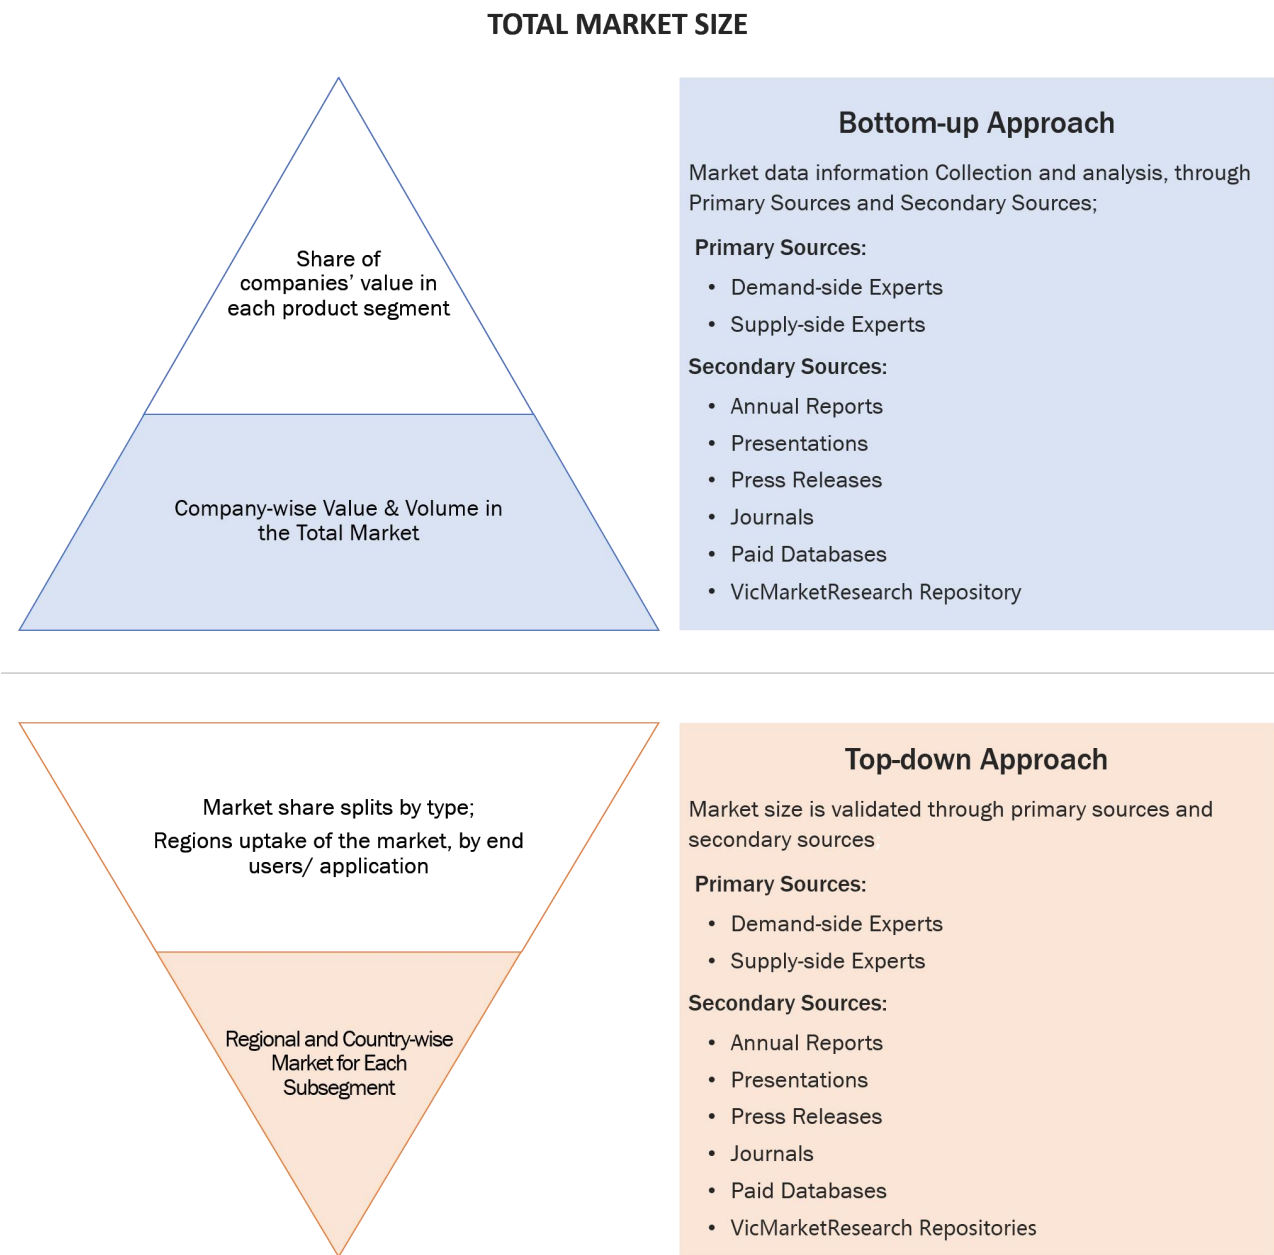 TOTAL MARKET SIZE
Share of
companies’ value in
each product segment
Company-wise Value & Volume in
the Total Market
Bottom-up Approach
Market data information Collection and analysis, through
Primary Sources and Secondary Sources;
Primary Sources:
• Demand-side Experts
• Supply-side Experts
Secondary Sources:
• Annual Reports
• Presentations
• Press Releases
• Journals
• Paid Databases
• VicMarketResearch Repository
Market share splits by type;
Regions uptake of the market, by end
users/ application
Regional and Country-wise
Market for Each
Subsegment
Top-down Approach
Market size is validated through primary sources and
secondary sources
Primary Sources:
• Demand-side Experts
• Supply-side Experts
Secondary Sources:
• Annual Reports
• Presentations
• Press Releases
• Journals
• Paid Databases
• VicMarketResearch Repositories